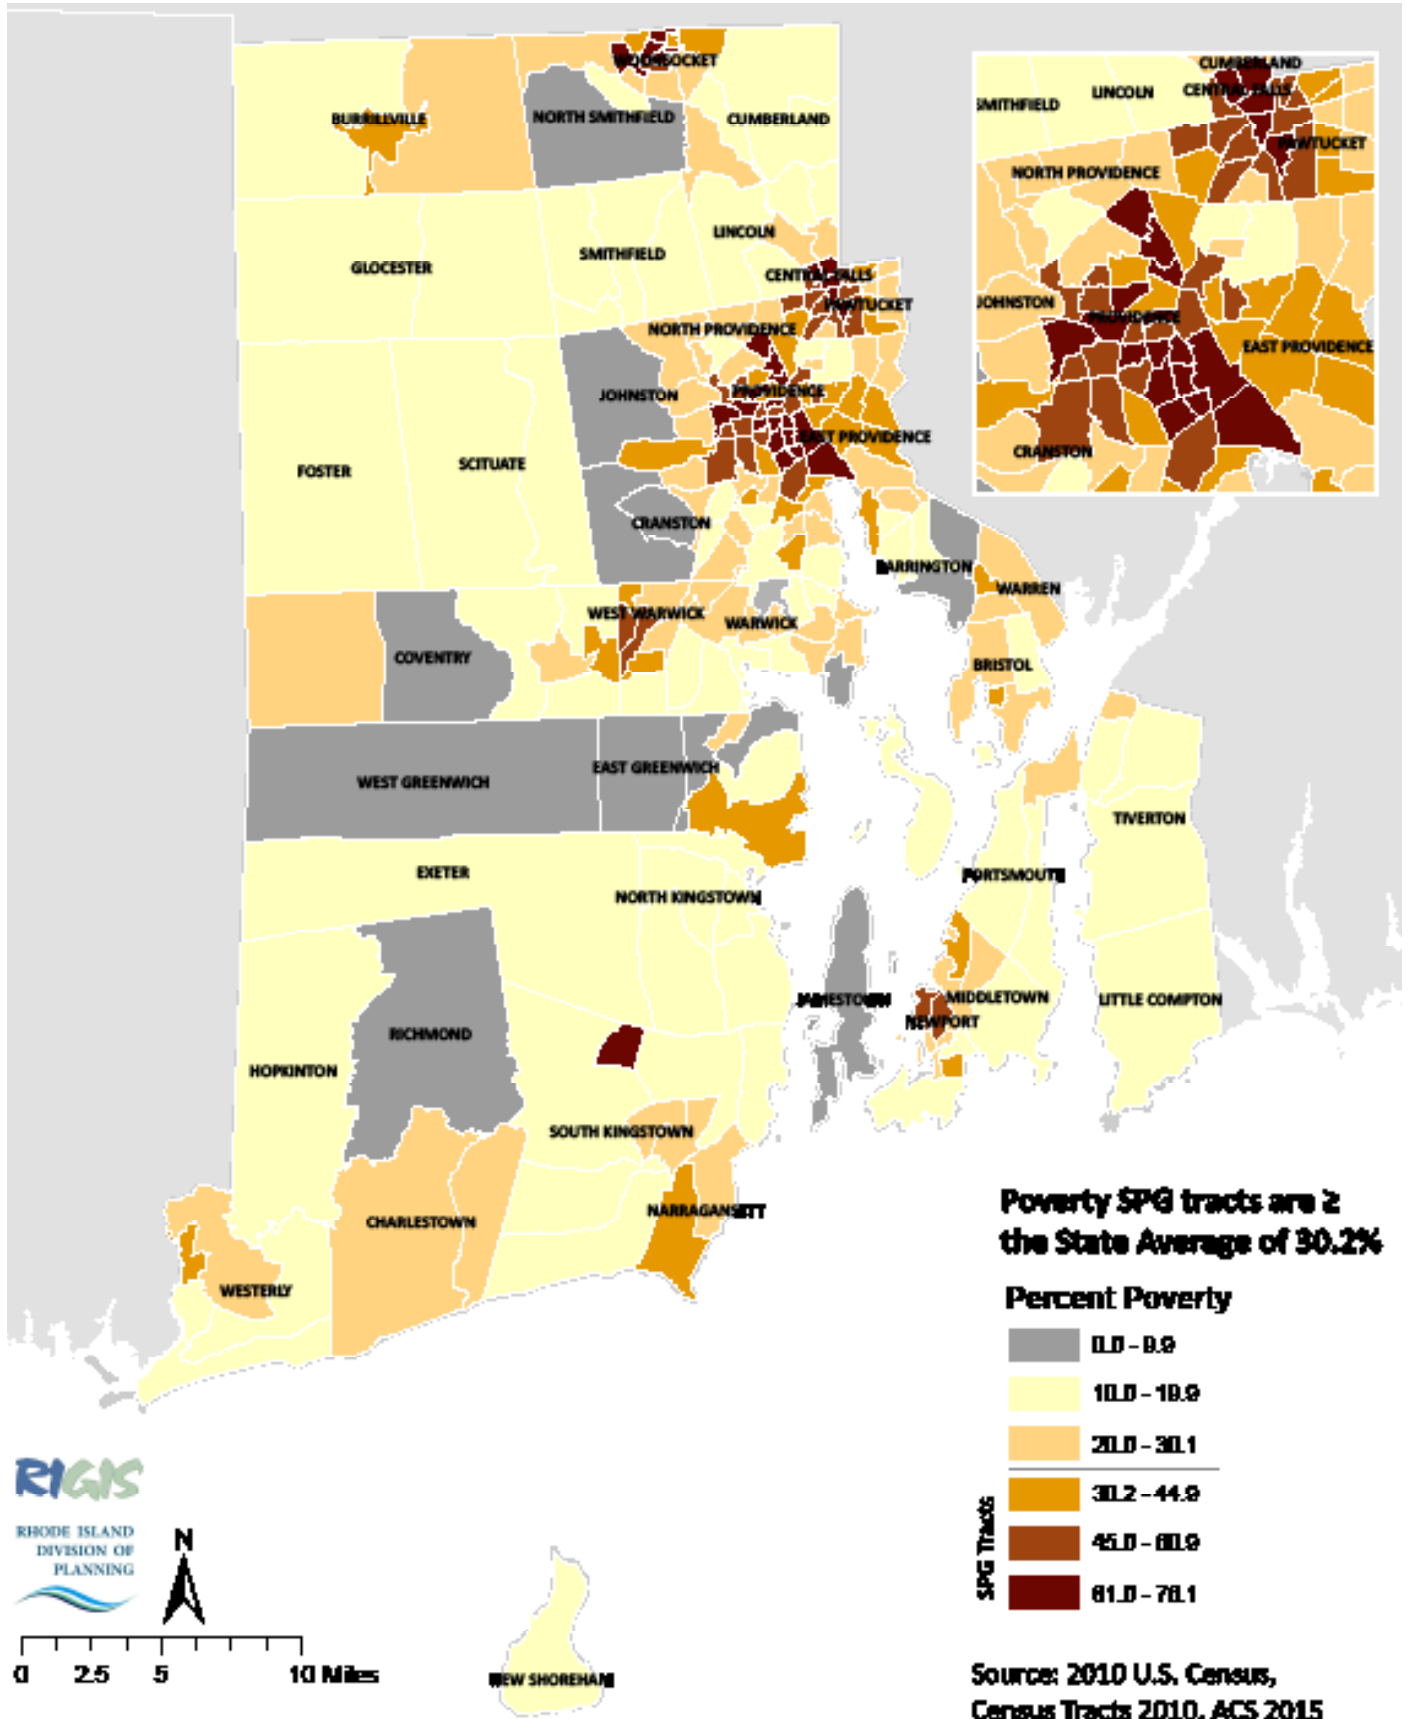 WOONSOCKET
BURRILLVILLE
NORTH SMITHFIELD
CUMBERLAND
GLOCESTER
SMITHFIELD
LINCOLN
CENTRAL FALLS
PAWTUCKET
NORTH PROVIDENCE
JOHNSTON
PROVIDENCE
EAST PROVIDENCE
FOSTER
SCITUATE
CRANSTON
BARRINGTON
WARREN
WEST WARWICK
WARWICK
COVENTRY
BRISTOL
WEST GREENWICH
EAST GREENWICH
TIVERTON
EXETER
NORTH KINGSTOWN
PORTSMOUTH
JAMESTOWN
MIDDLETOWN
LITTLE COMPTON
NEWPORT
RICHMOND
HOPKINTON
SOUTH KINGSTOWN
NARRAGANSETT
CHARLESTOWN
WESTERLY
NEW SHOREHAM
CUMBERLAND
LINCOLN
CENTRAL FALLS
SMITHFIELD
PAWTUCKET
NORTH PROVIDENCE
JOHNSTON
PROVIDENCE
EAST PROVIDENCE
CRANSTON
Poverty SPG tracts are ≥
the State Average of 30.2%
Percent Poverty
0.0 - 9.9
10.0 - 19.9
20.0 - 30.1
30.2 - 44.9
45.0 - 60.9
61.0 - 76.1
SPG Tracts
RIGIS
RHODE ISLAND
DIVISION OF
PLANNING
N
0 2.5 5 10 Miles
Source: 2010 U.S. Census,
Census Tracts 2010, ACS 2015